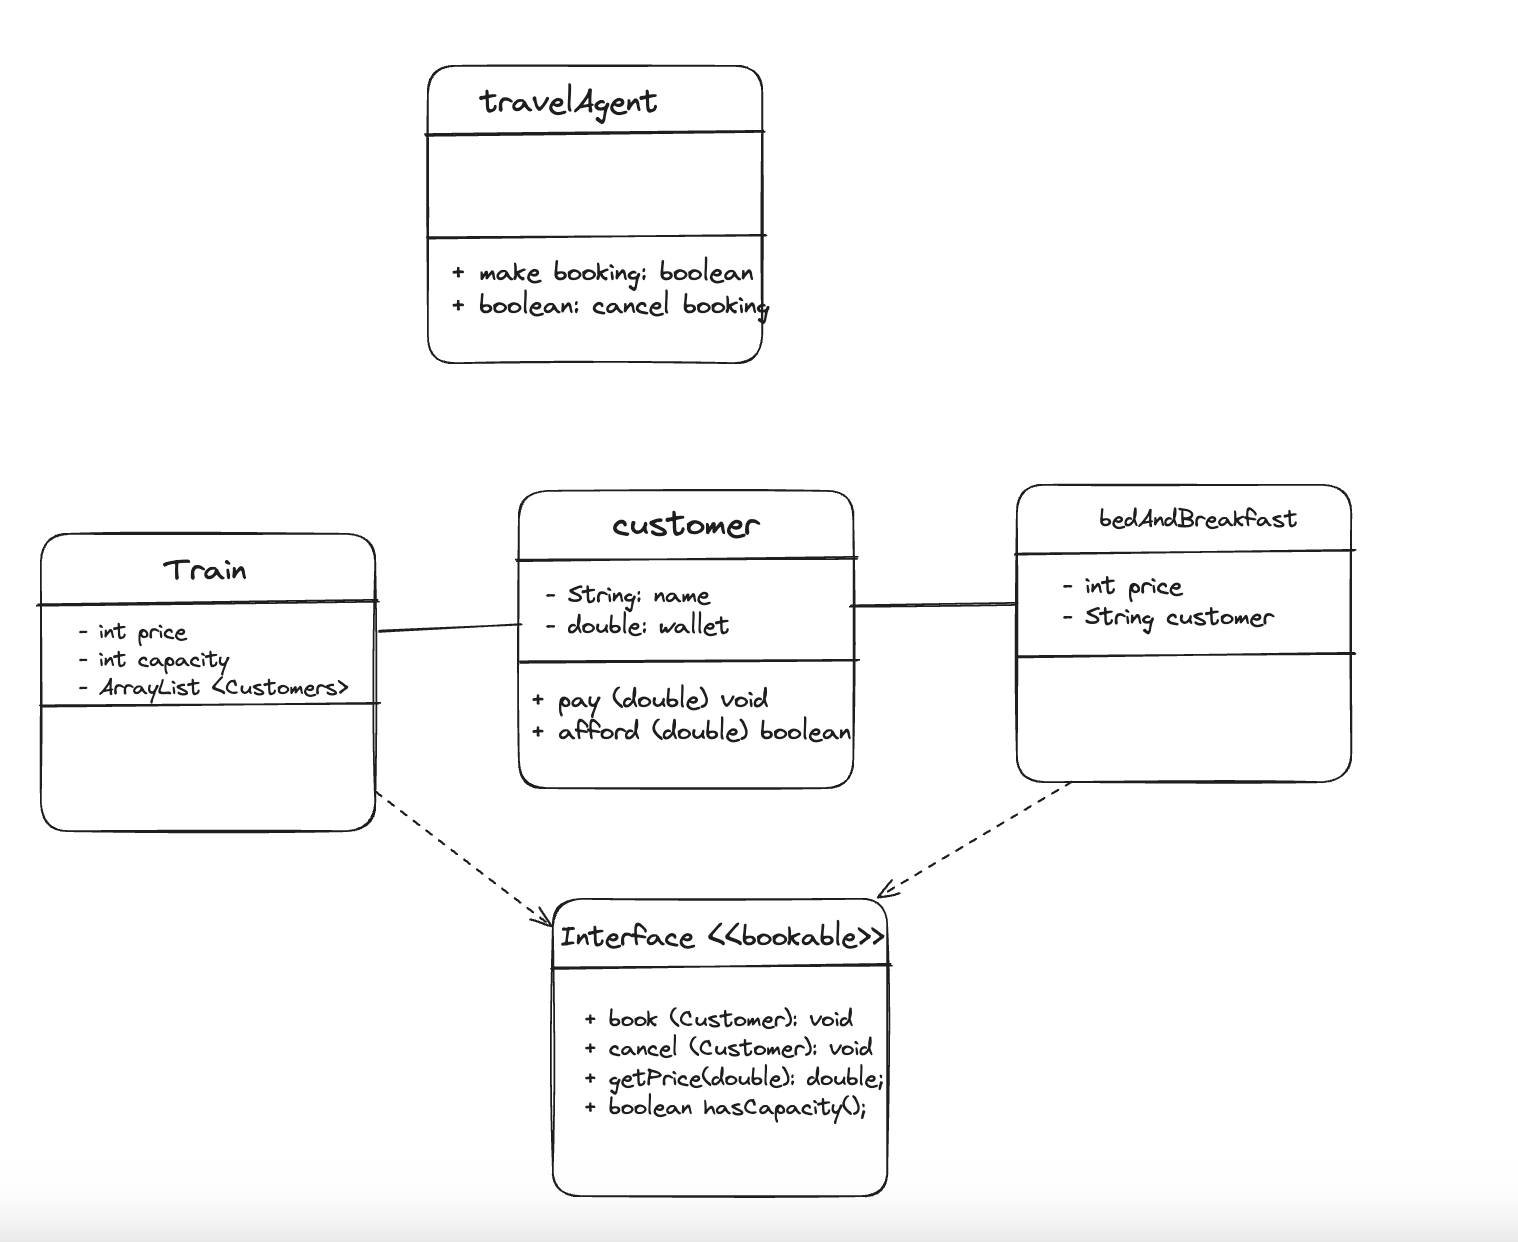 travelAgent
+ make booking: boolean
+ boolean: cancel booking
Train
- int price
- int capacity
- ArrayList <Customers>
customer
- String: name
- double: wallet
+ pay (double) void
+ afford (double) boolean
bedAndBreakfast
- int price
- String customer
Interface <<bookable>>
+ book (Customer): void
+ cancel (Customer): void
+ getPrice(double): double;
+ boolean hasCapacity();